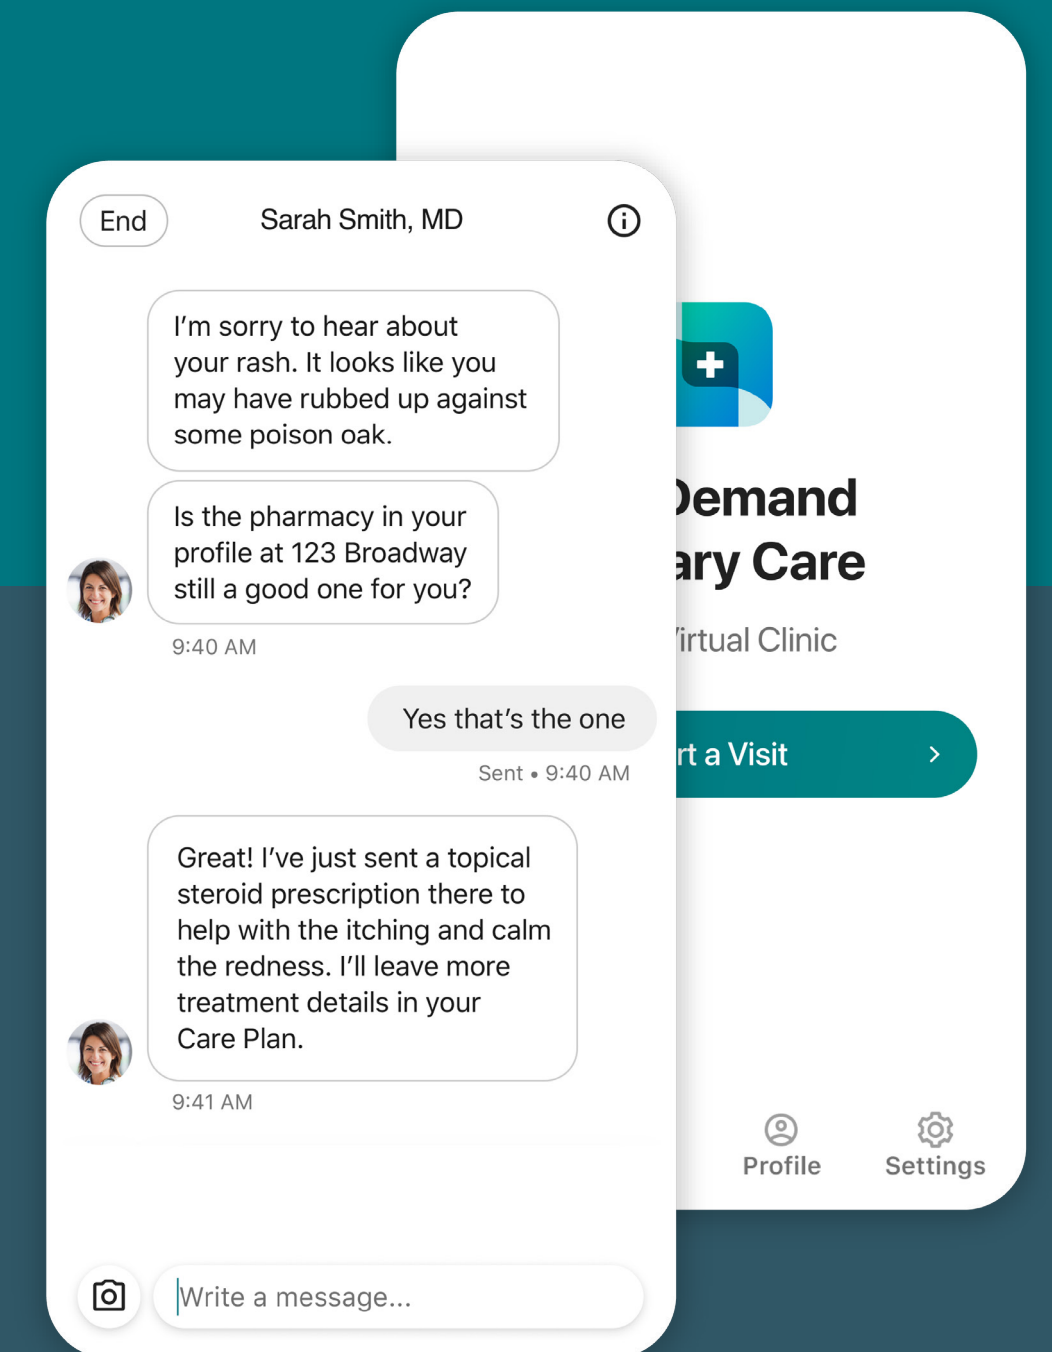 End
Sarah Smith, MD
I’m sorry to hear about
your rash. It looks like you
may have rubbed up against
some poison oak.
Is the pharmacy in your
profile at 123 Broadway
still a good one for you?
9:40 AM
Yes that’s the one
Sent • 9:40 AM
Great! I’ve just sent a topical
steroid prescription there to
help with the itching and calm
the redness. I’ll leave more
treatment details in your
Care Plan.
9:41 AM
Write a message...
Demand
ary Care
irtual Clinic
rt a Visit
Profile
Settings